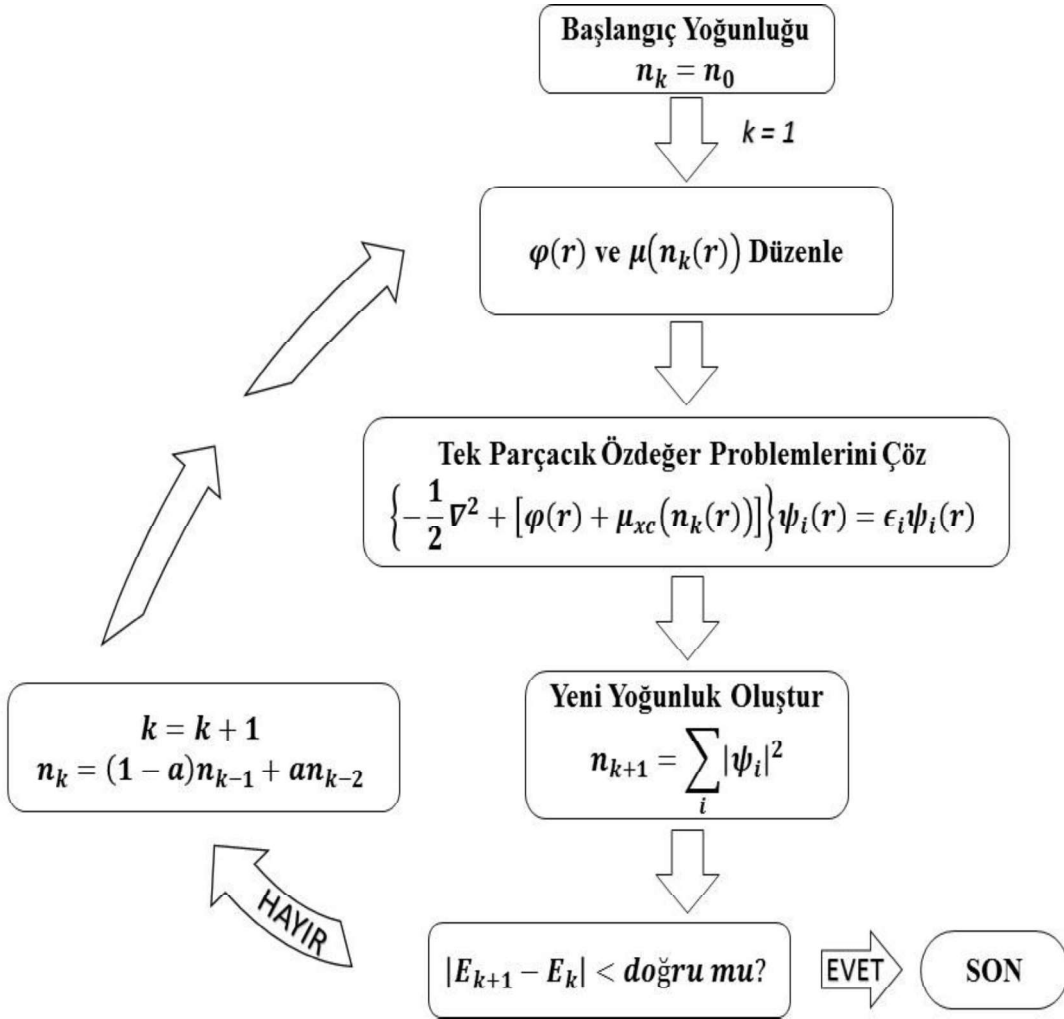 Başlangıç Yoğunluğu
n_k = n_0
k = 1
φ(r) ve μ(n_k(r)) Düzenle
Tek Parçacık Özdeğer Problemlerini Çöz
{-1/2 ∇² + [φ(r) + μ_xc(n_k(r))]}ψ_i(r) = ϵ_iψ_i(r)
Yeni Yoğunluk Oluştur
n_{k+1} = ∑_i |ψ_i|²
|E_{k+1} − E_k| < doğru mu?
EVET
SON
HAYIR
k = k + 1
n_k = (1 − a)n_{k−1} + an_{k−2}